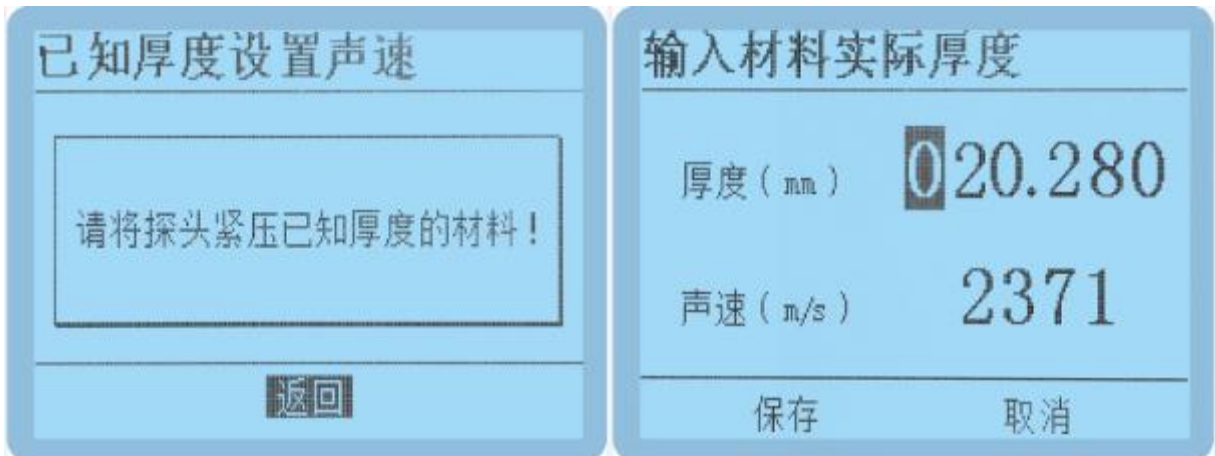 已知厚度设置声速
请将探头紧压已知厚度的材料！
返回
输入材料实际厚度
厚度（mm） 020.280
声速（m/s） 2371
保存 取消